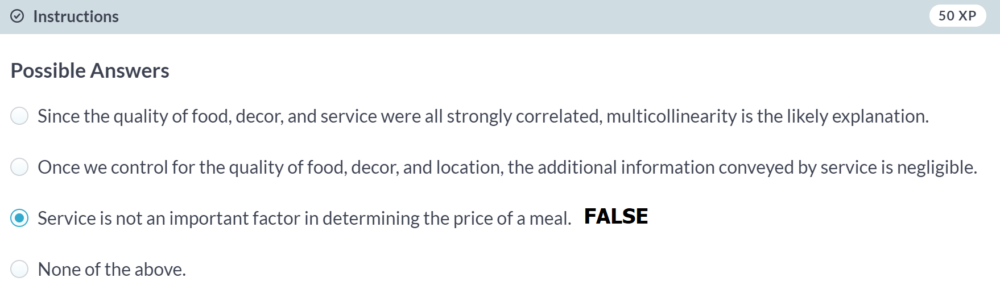 Instructions
50 XP
Possible Answers
Since the quality of food, decor, and service were all strongly correlated, multicollinearity is the likely explanation.
Once we control for the quality of food, decor, and location, the additional information conveyed by service is negligible.
Service is not an important factor in determining the price of a meal. FALSE
None of the above.